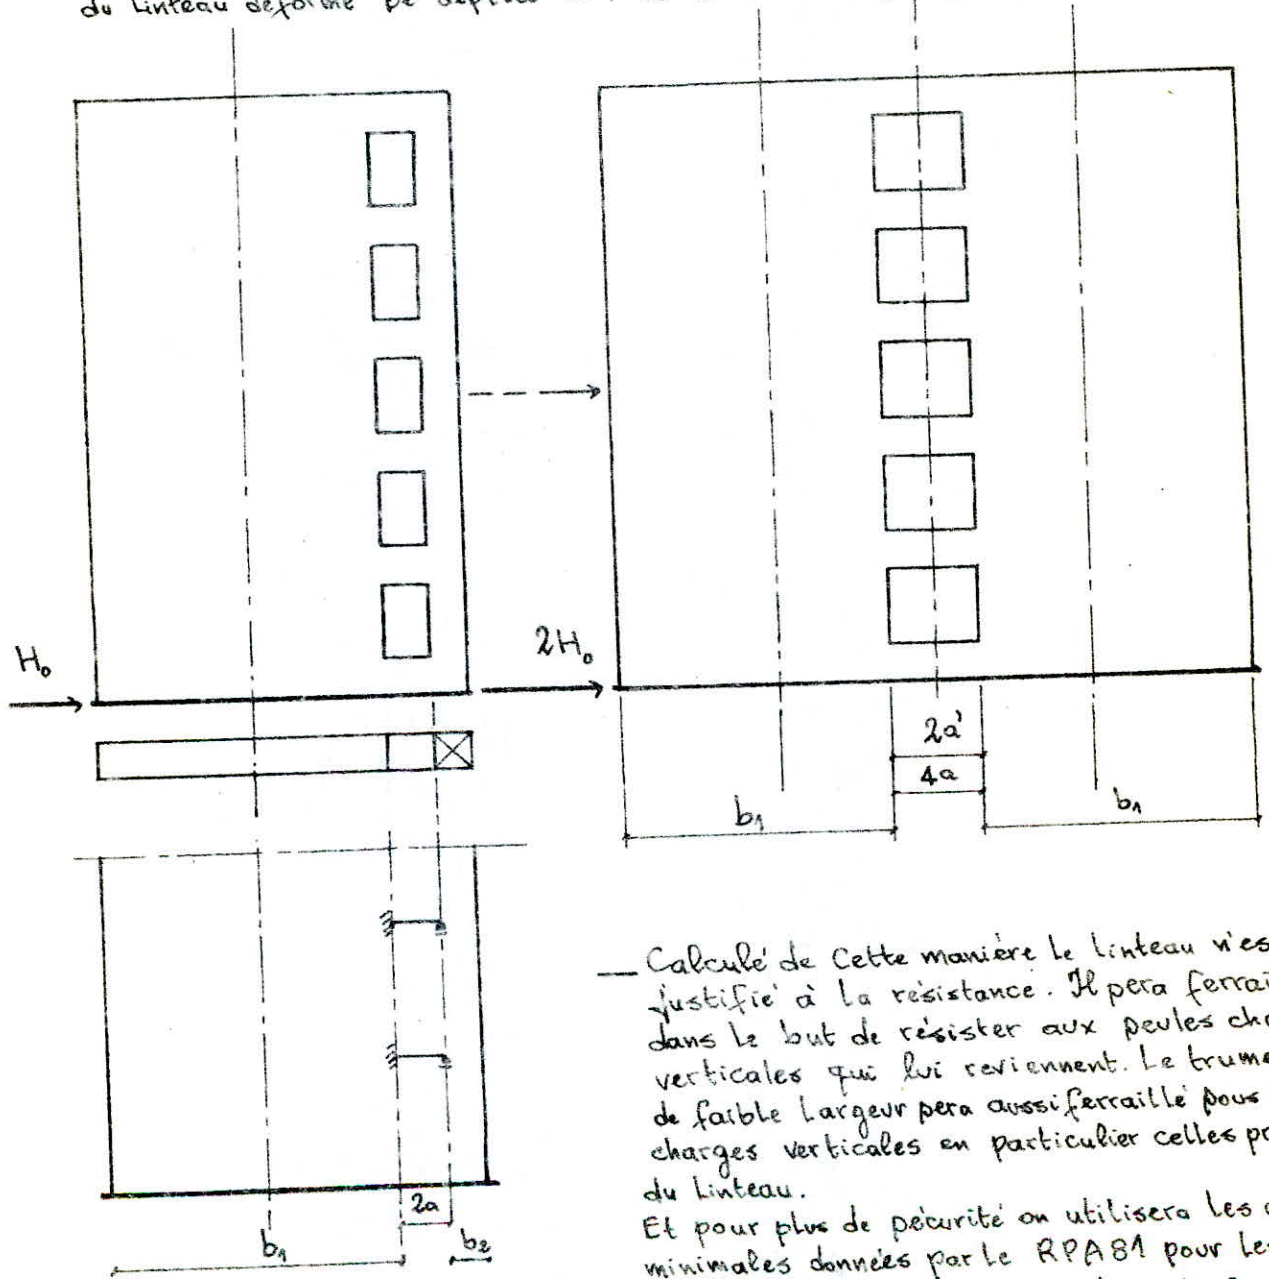 du Linteau déformé se
H₀
2H₀
2a'
4a
b₁
b₁
2a
b₁
b₂
— Calculé de cette manière le linteau n'es
justifié à la résistance. Il sera ferrai
dans le but de résister aux seules cha
verticales qui lui reviennent. Le trume
de faible largeur sera aussi ferraillé sous
charges verticales en particulier celles pr
du linteau.
Et pour plus de sécurité on utilisera les
minimales données par le RPA81 pour les